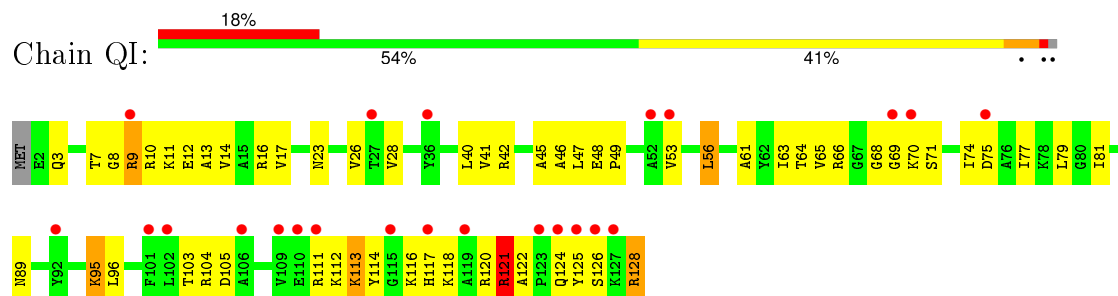 18%
Chain QI:
54% 41% . ..
MET E2 Q3 T7 G8 R9 R10 K11 E12 A13 V14 A15 R16 V17 N23 V26 T27 V28 Y36 L40 V41 R42 A45 A46 L47 E48 P49 A52 V53 L56 A61 Y62 I63 T64 V65 R66 G67 G68 G69 K70 S71 I74 D75 A76 I77 K78 L79 G80 I81
N89 Y92 K95 L96 F101 L102 T103 R104 D105 A106 V109 E110 R111 K112 K113 Y114 G115 K116 H117 K118 A119 R120 R121 A122 P123 Q124 Y125 S126 K127 R128